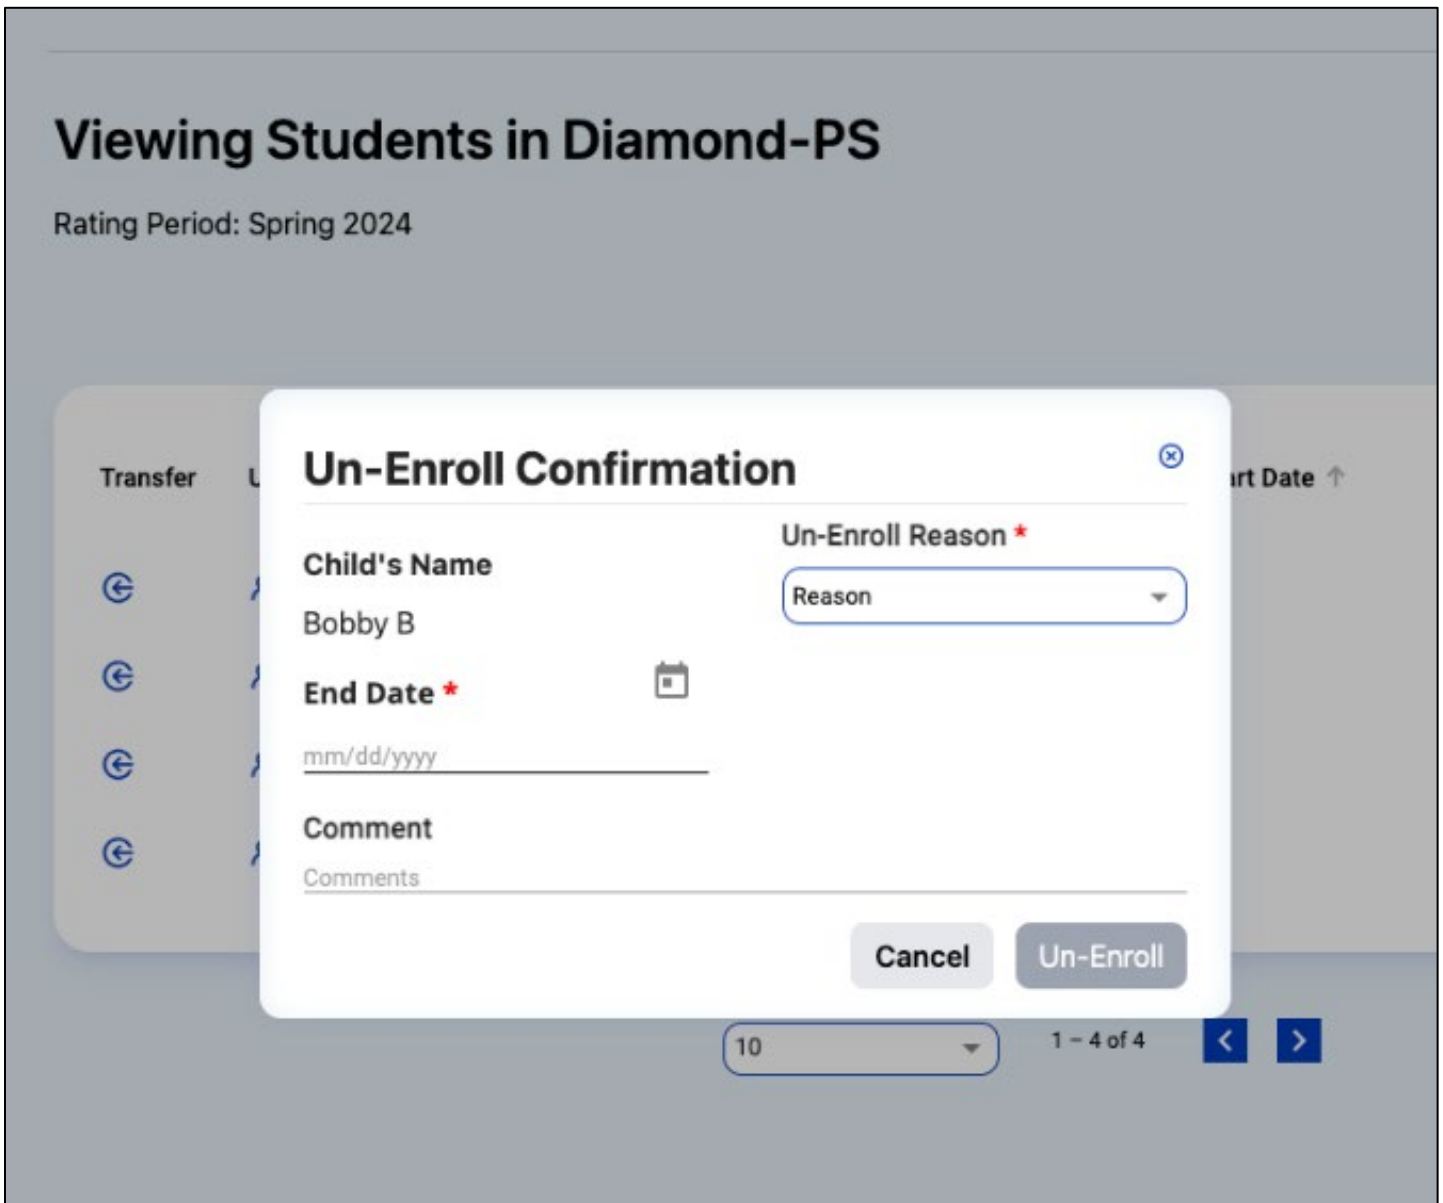 Viewing Students in Diamond-PS
Rating Period: Spring 2024
Transfer
Un-Enroll Confirmation
Date
Child's Name
Bobby B
Un-Enroll Reason *
Reason
End Date *
mm/dd/yyyy
Comment
Comments
Cancel
Un-Enroll
10
1 – 4 of 4